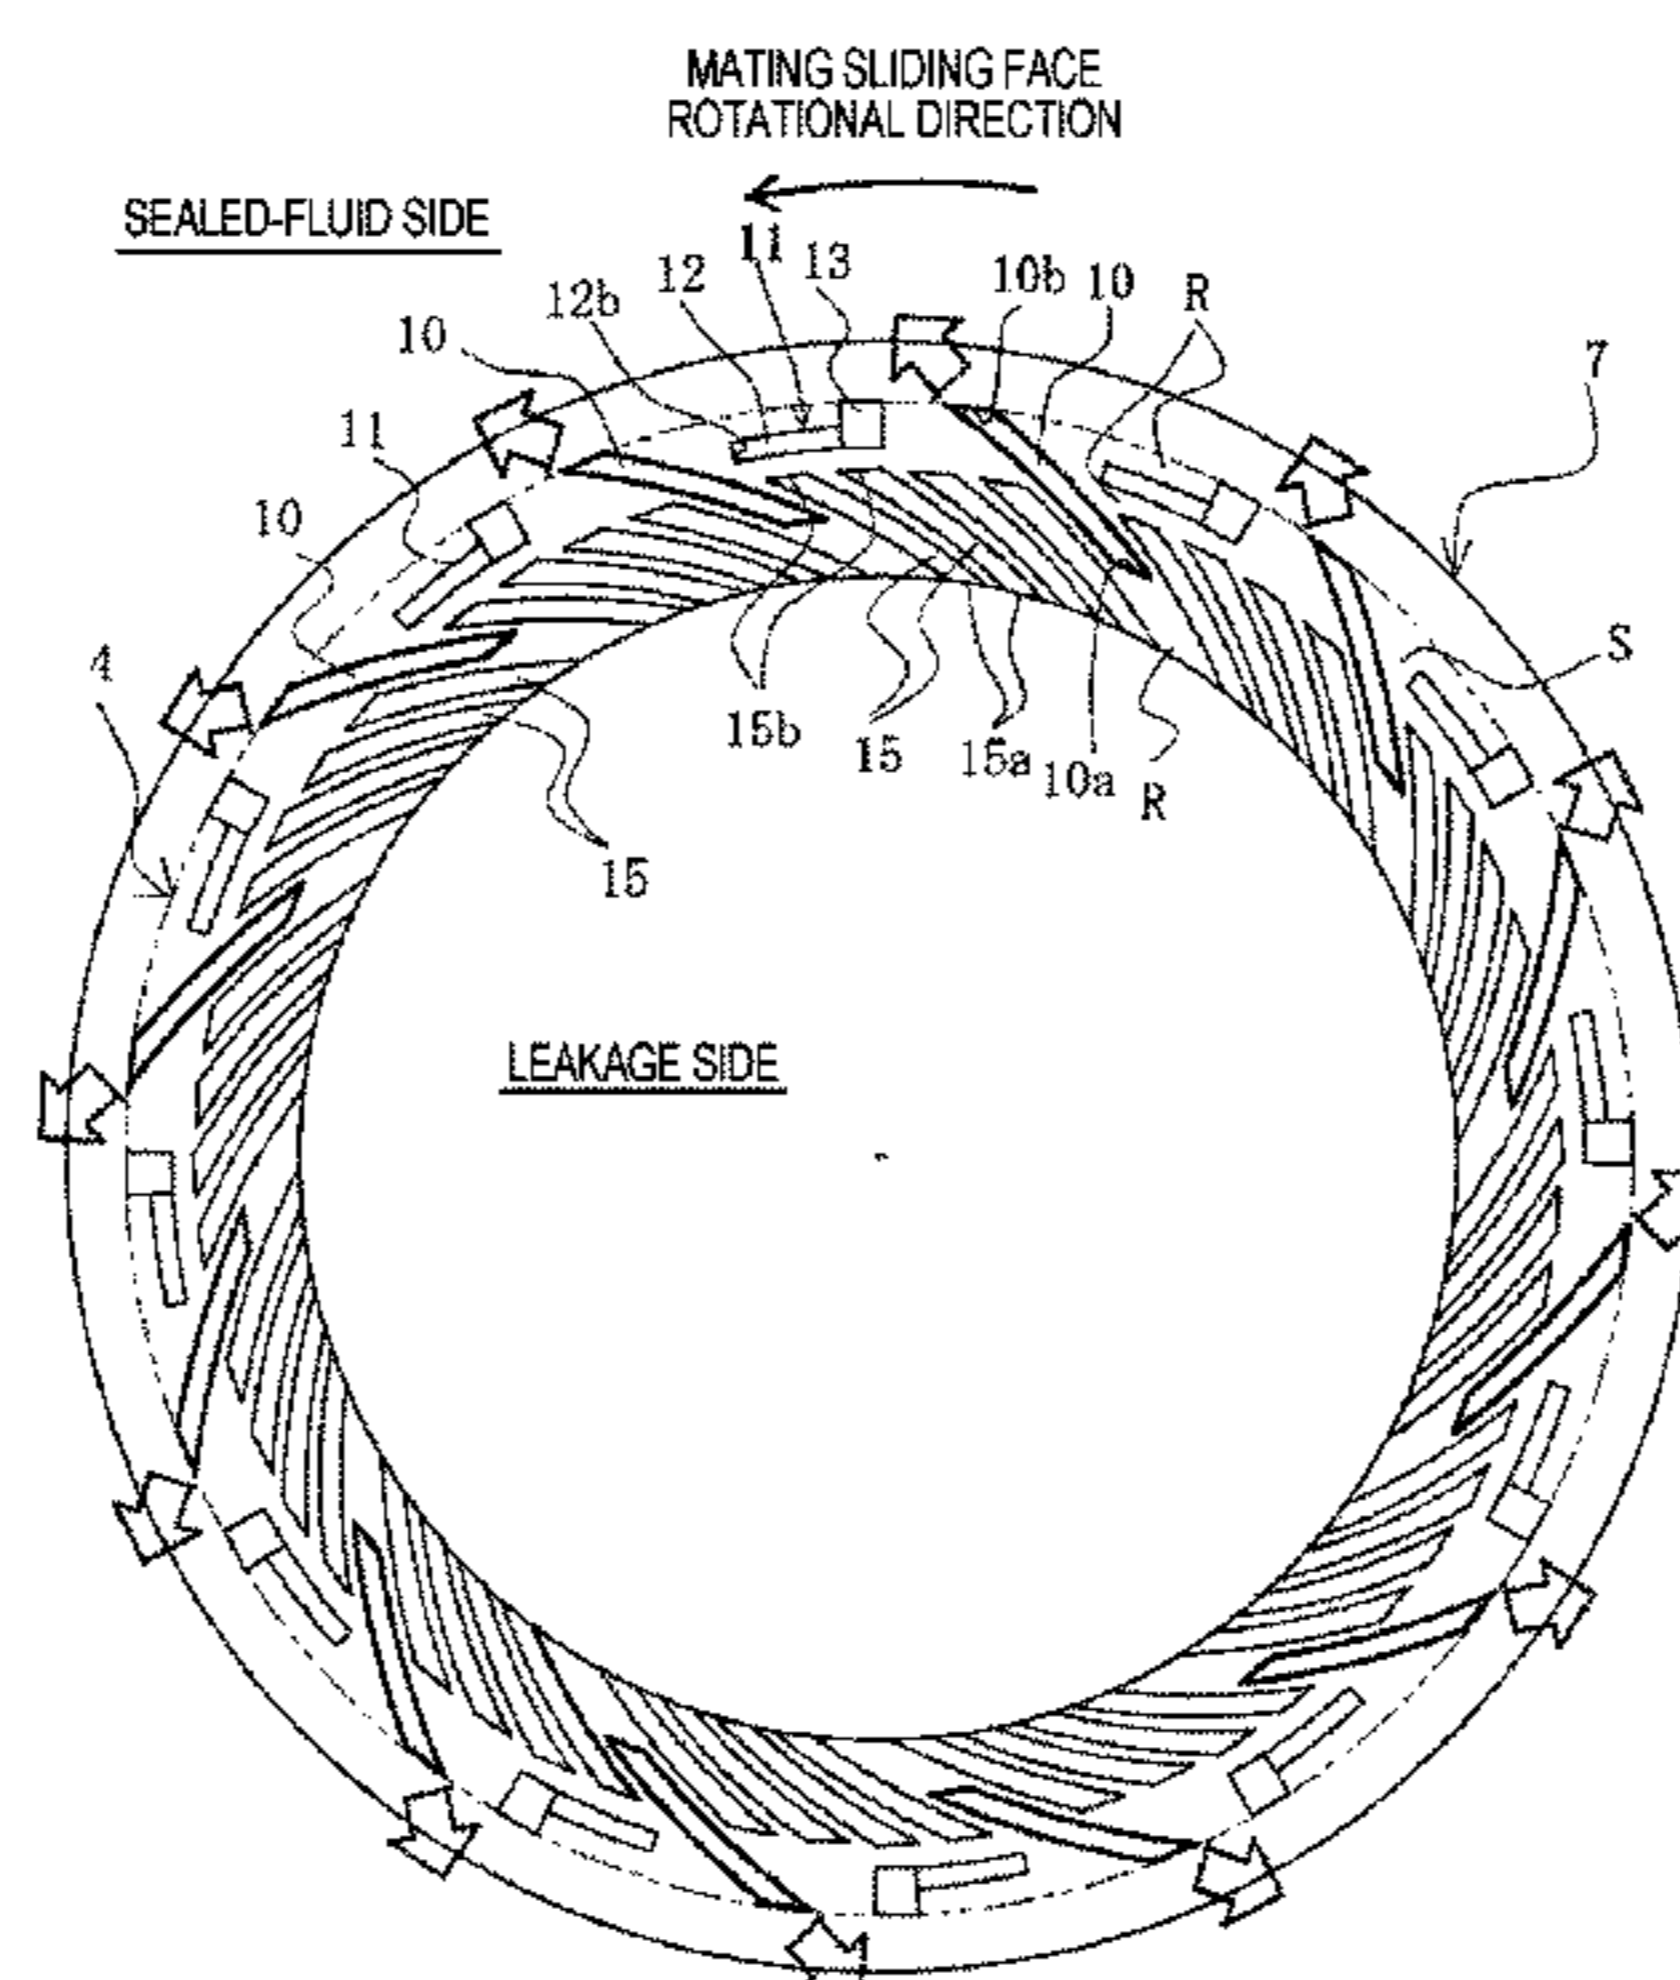 MATING SLIDING FACE
ROTATIONAL DIRECTION
SEALED-FLUID SIDE
11
13
12
12b
10b
10
R
10
7
11
10
S
4
15b
15
15a
10a
R
15
LEAKAGE SIDE